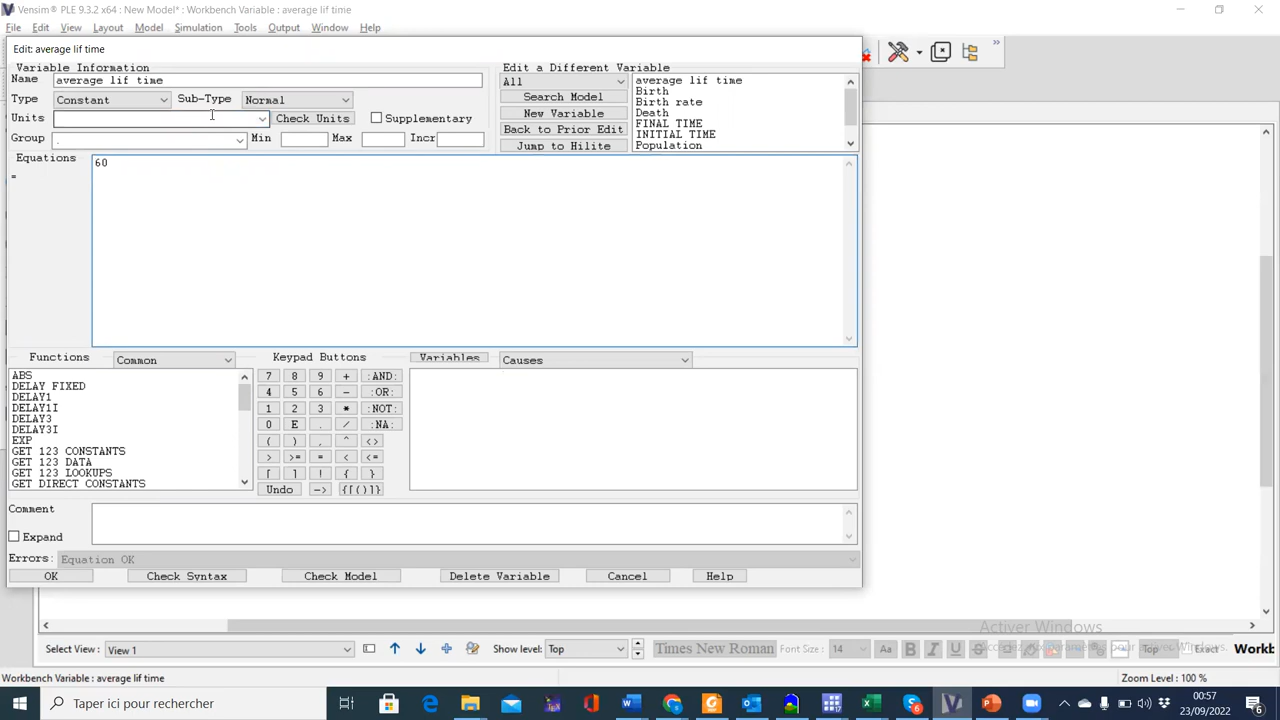 Vensim PLE 9.3.2 : New Model* : Workbench Variable : average lif time
File Edit View Layout Model Simulation Tools Output Window Help
Edit: average lif time
Variable Information
Edit a Different Variable
Name average lif time
Type Constant Sub-Type Normal
Units Check Units Supplementary
Group . Min Max Incr
All
Search Model
New Variable
Back to Prior Edit
Jump to Hilite
average lif time
Birth
Birth rate
Death
FINAL TIME
INITIAL TIME
Population
Equations 60
=
Functions Common Keypad Buttons Variables Causes
ABS
DELAY FIXED
DELAY1
DELAY1I
DELAY3
DELAY3I
EXP
GET 123 CONSTANTS
GET 123 DATA
GET 123 LOOKUPS
GET DIRECT CONSTANTS
7 8 9 + :AND:
4 5 6 - :OR:
1 2 3 * :NOT:
0 E . / :NA:
( ) , ^ <>
> >= = < <=
[ ] ! { }
Undo -> {[()]}
Comment
Expand
Errors: Equation OK
OK Check Syntax Check Model Delete Variable Cancel Help
Activer Windows
Select View: View 1 Show level: Top Times New Roman Font Size: 14 Aa B I U S Top Exact Workb
Workbench Variable : average lif time Zoom Level : 100 %
Taper ici pour rechercher
00:57
23/09/2022
6